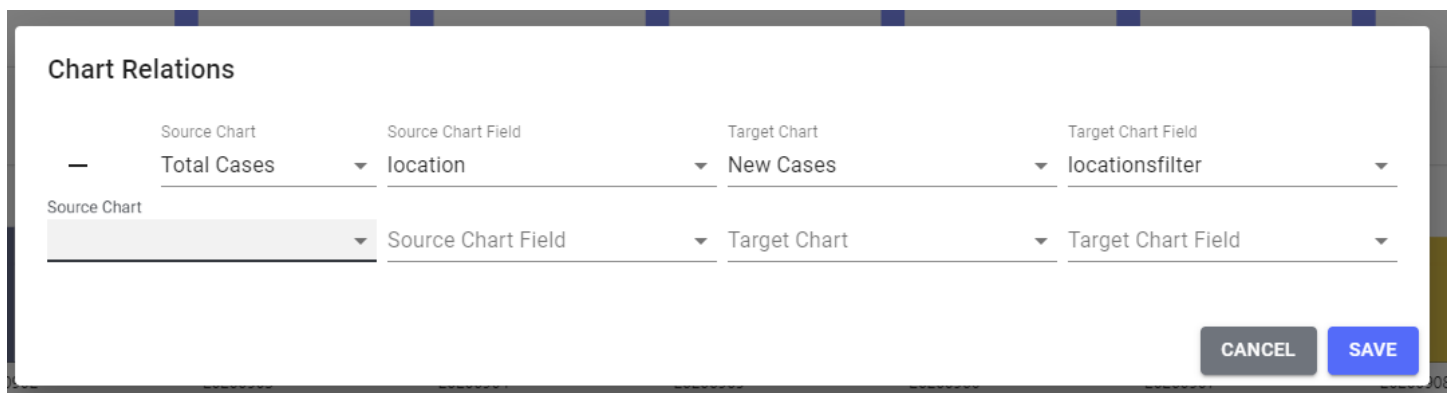 Chart Relations
Source Chart Source Chart Field Target Chart Target Chart Field
Total Cases location New Cases locationsfilter
Source Chart
Source Chart Field Target Chart Target Chart Field
CANCEL SAVE